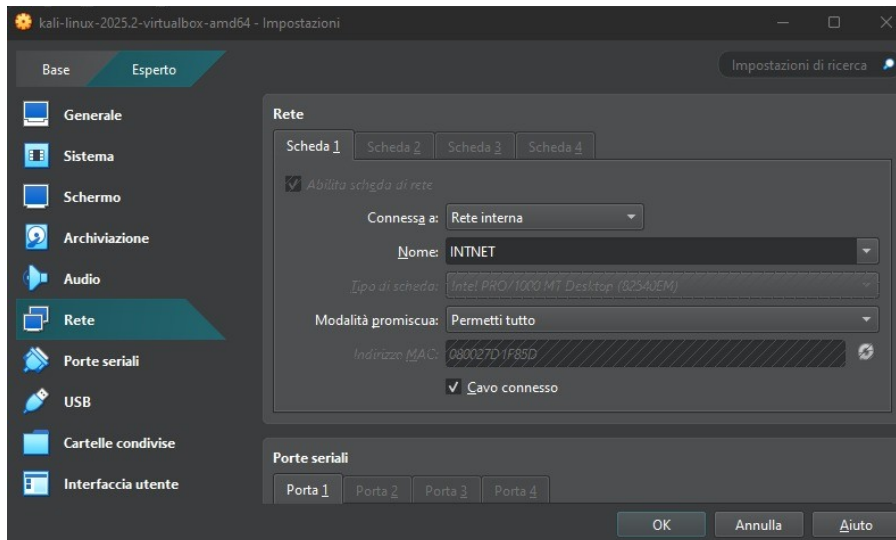 kali-linux-2025.2-virtualbox-amd64 - Impostazioni
Base
Esperto
Impostazioni di ricerca
Generale
Sistema
Schermo
Archiviazione
Audio
Rete
Porte seriali
USB
Cartelle condivise
Interfaccia utente
Rete
Scheda 1
Scheda 2
Scheda 3
Scheda 4
Abilita scheda di rete
Connessa a: Rete interna
Nome: INTNET
Tipo di scheda: Intel PRO/1000 MT Desktop (82540EM)
Modalità promiscua: Permetti tutto
Indirizzo MAC: 080027D1F85D
Cavo connesso
Porte seriali
Porta 1
Porta 2
Porta 3
Porta 4
OK
Annulla
Aiuto